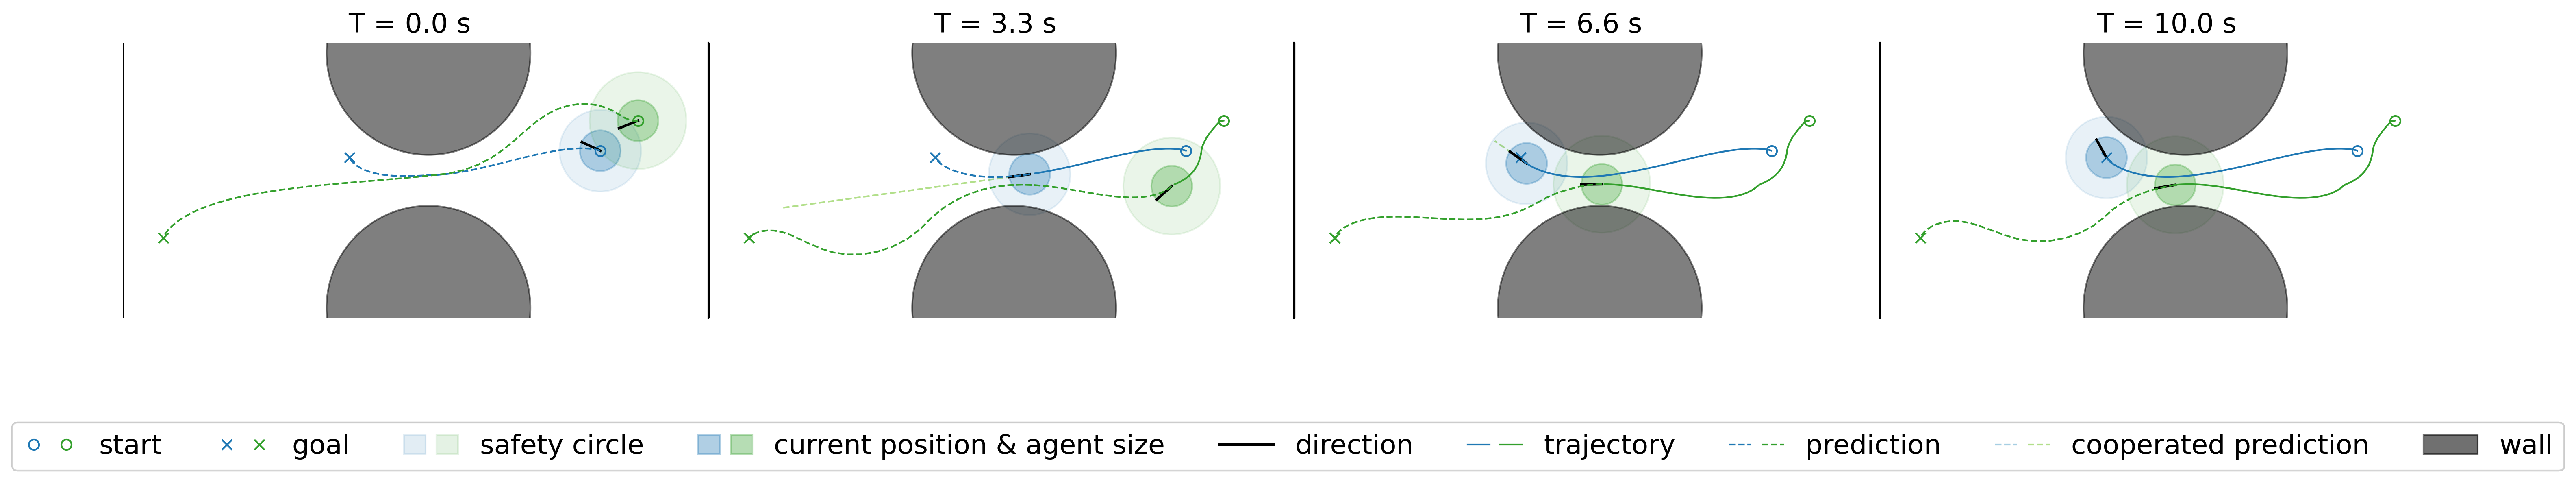 T = 0.0 s
T = 3.3 s
T = 6.6 s
T = 10.0 s
start goal safety circle current position & agent size direction trajectory prediction cooperated prediction wall